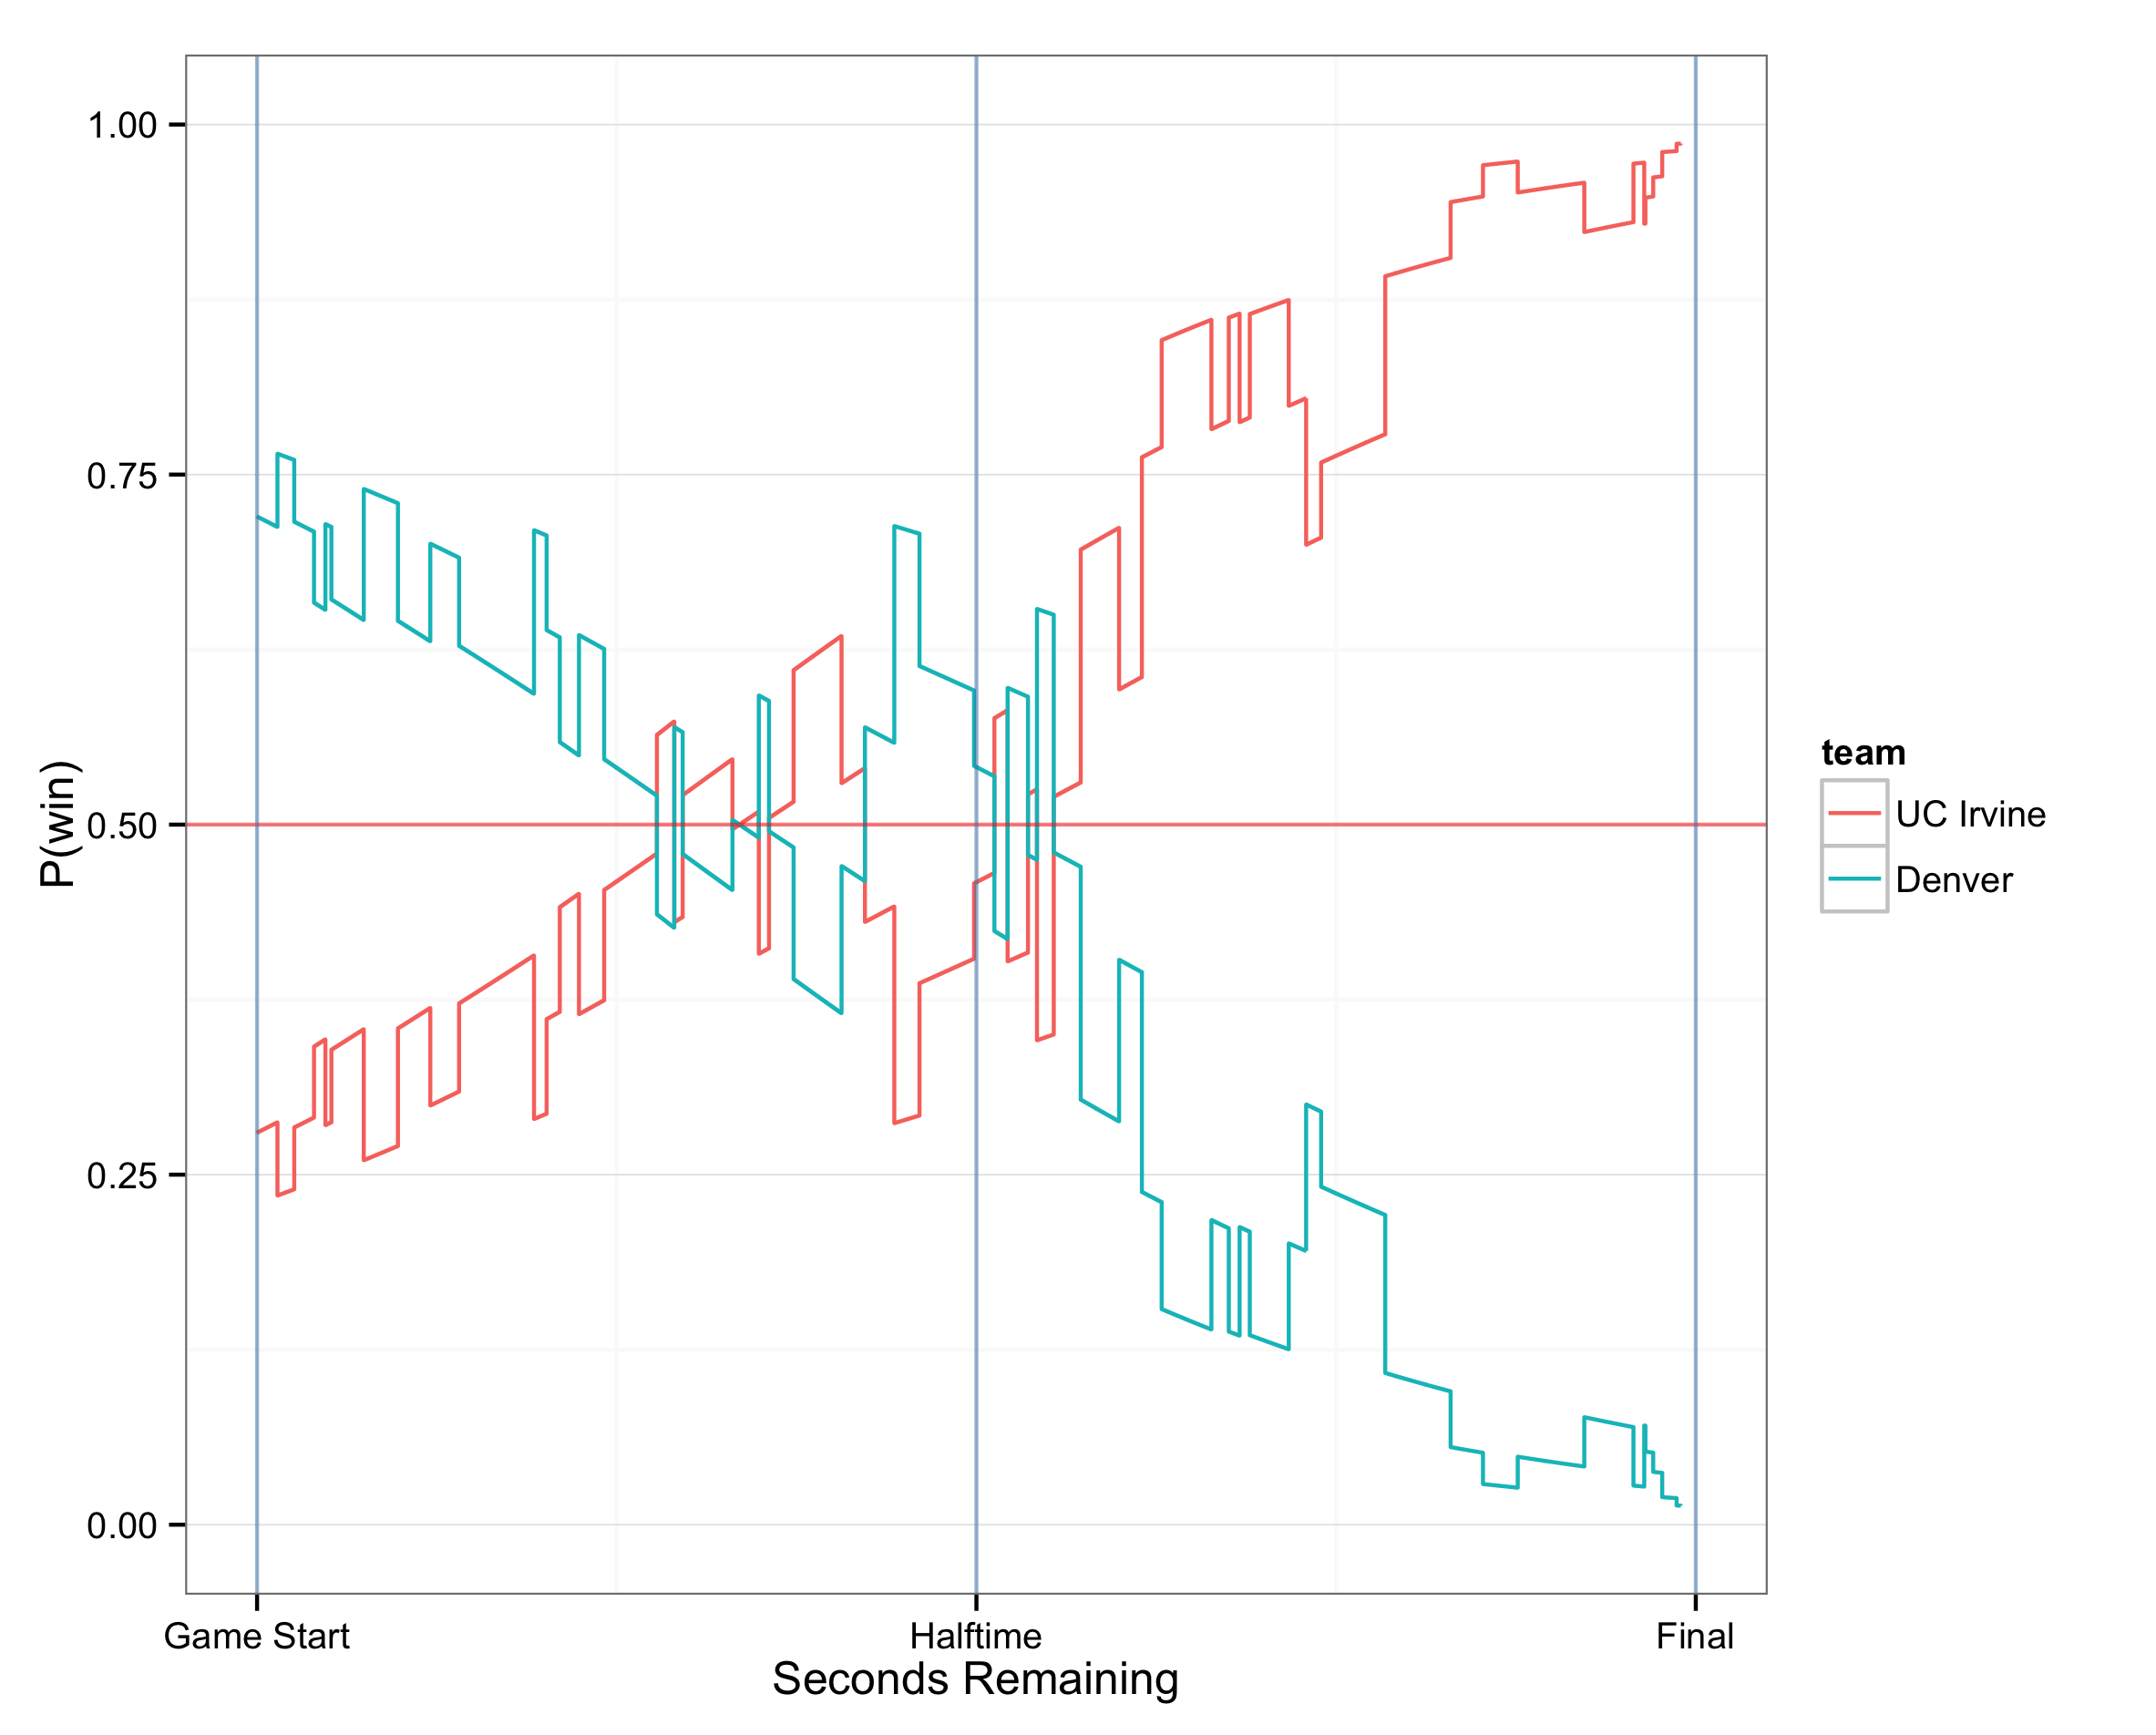 P(win)
1.00
0.75
0.50
0.25
0.00
Game Start
Halftime
Final
Seconds Remaining
team
UC Irvine
Denver